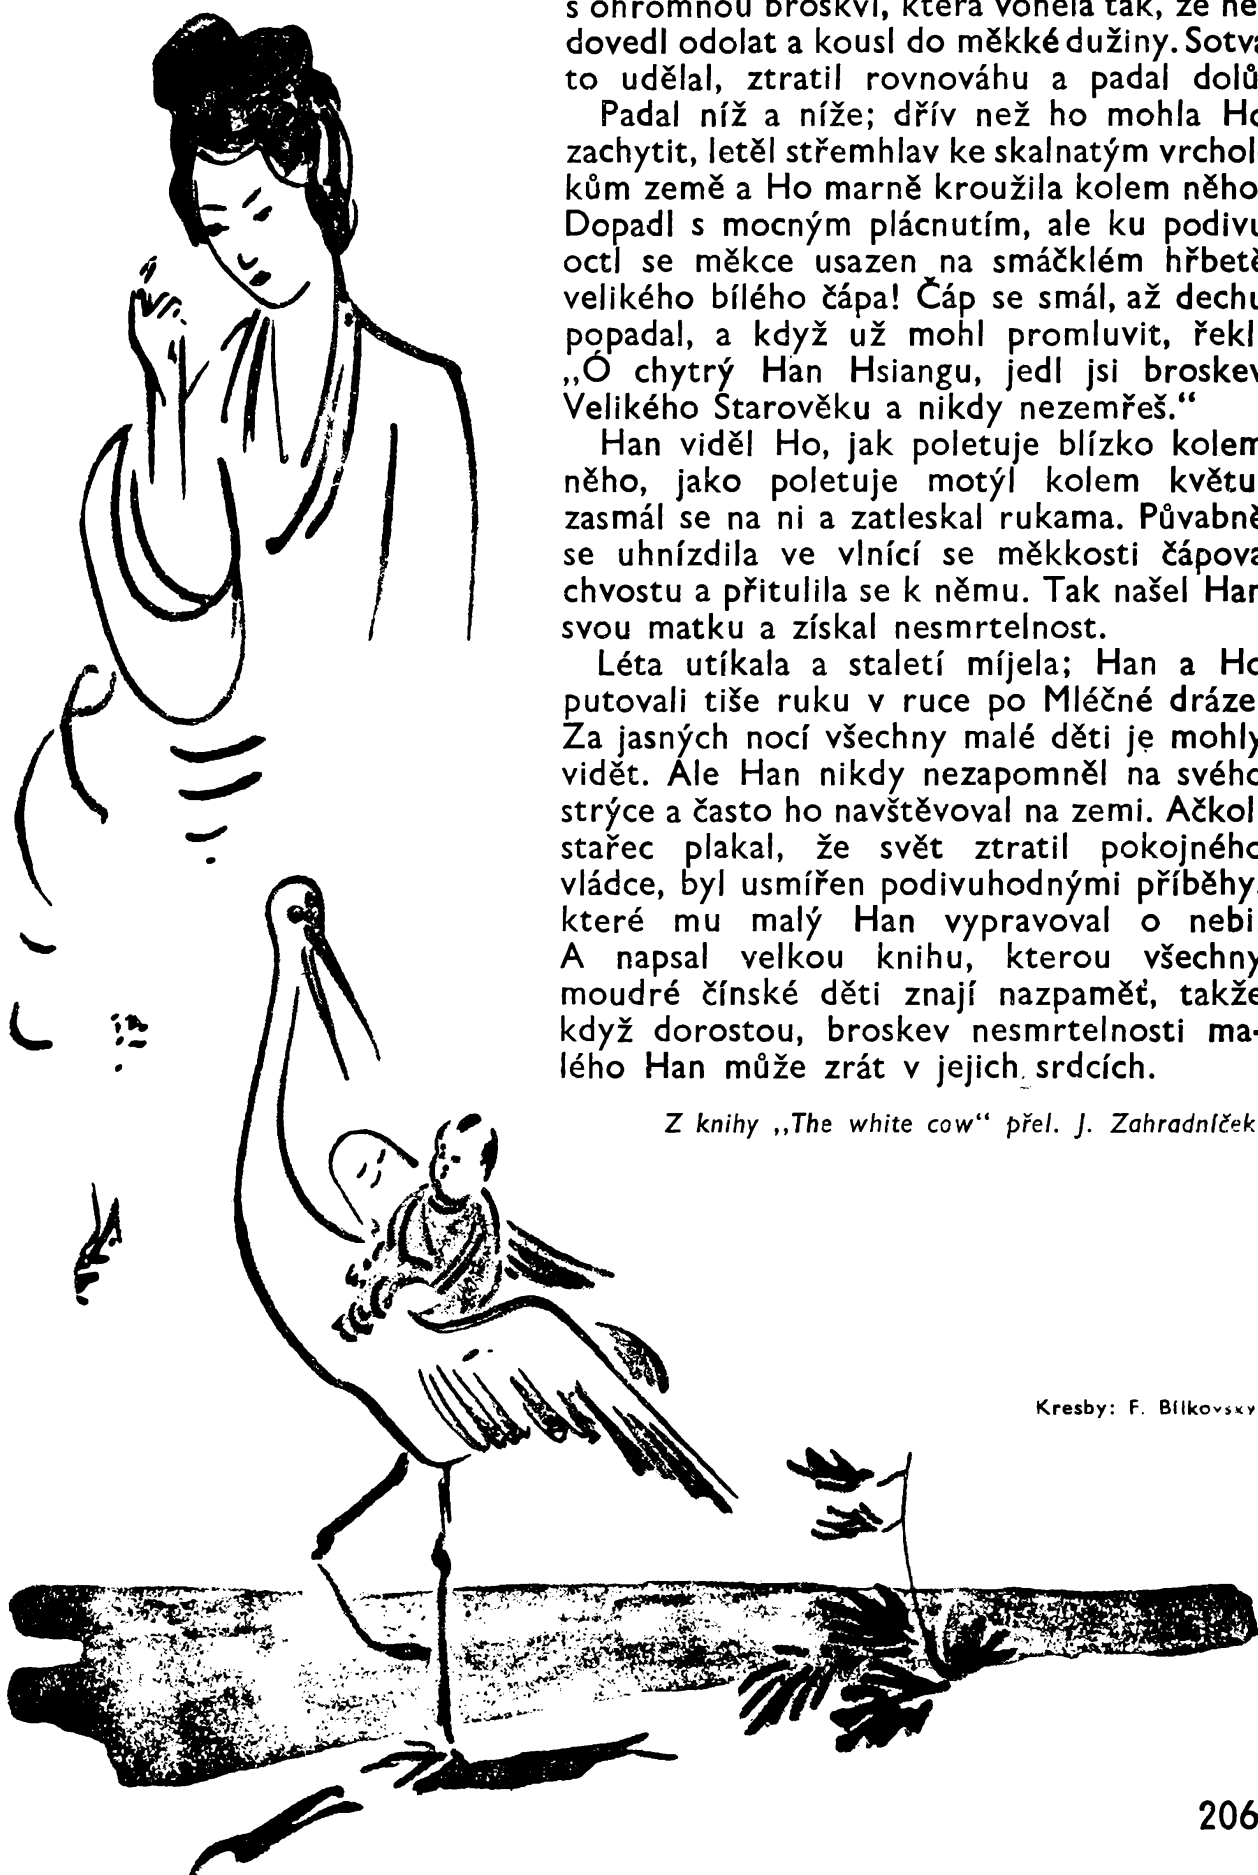 s ohromnou broskví, která voněla tak, že ne
dovedl odolat a kousl do měkké dužiny. Sotva
to udělal, ztratil rovnováhu a padal dolů
Padal níž a níže; dřív než ho mohla Ho
zachytit, letěl střemhlav ke skalnatým vrchol
kům země a Ho marně kroužila kolem něho
Dopadl s mocným plácnutím, ale ku podivu
octl se měkce usazen na smáčklém hřbetě
velikého bílého čápa! Čáp se smál, až dechu
popadal, a když už mohl promluvit, řekl
„Ó chytrý Han Hsiangu, jedl jsi broskev
Velikého Starověku a nikdy nezemřeš.“
Han viděl Ho, jak poletuje blízko kolem
něho, jako poletuje motýl kolem květu
zasmál se na ni a zatleskal rukama. Půvabně
se uhnízdila ve vlnící se měkkosti čápova
chvostu a přitulila se k němu. Tak našel Han
svou matku a získal nesmrtelnost.
Léta utíkala a staletí míjela; Han a Ho
putovali tiše ruku v ruce po Mléčné dráze
Za jasných nocí všechny malé děti je mohly
vidět. Ale Han nikdy nezapomněl na svého
strýce a často ho navštěvoval na zemi. Ačkol
stařec plakal, že svět ztratil pokojného
vládce, byl usmířen podivuhodnými příběhy,
které mu malý Han vypravoval o nebi
A napsal velkou knihu, kterou všechny
moudré čínské děti znají nazpaměť, takže
když dorostou, broskev nesmrtelnosti ma-
lého Han může zrát v jejich srdcích.
Z knihy „The white cow“ přel. J. Zahradníček
Kresby: F. Bílkovský
206